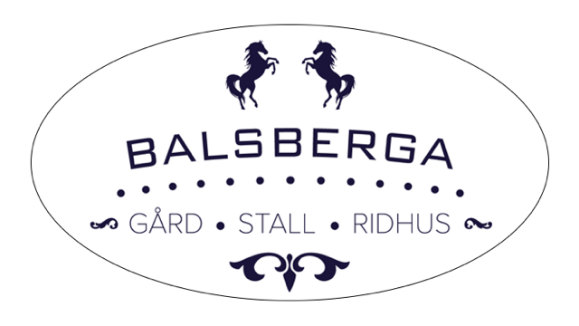 BALSBERGA
GÅRD • STALL • RIDHUS